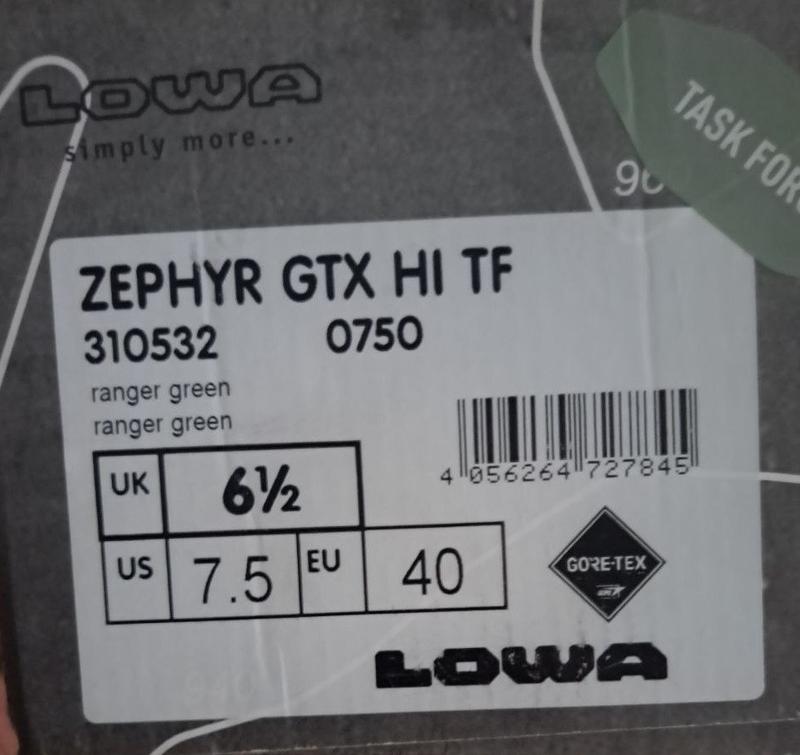 LOWA
simply more...
TASK FOR
ZEPHYR GTX HI TF
310532 0750
ranger green
ranger green
4 056264 727845
UK 6½
US 7.5 EU 40
GORE-TEX
LOWA